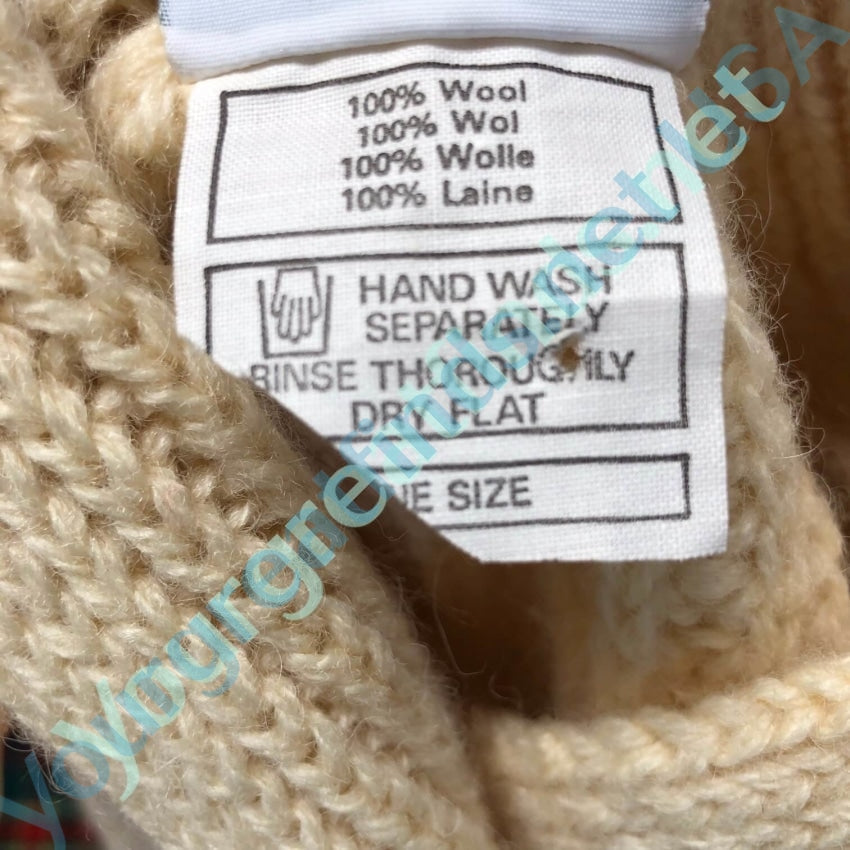 100% Wool
100% Wol
100% Wolle
100% Laine
HAND WASH
SEPARATELY
RINSE THOROUGHLY
DRY FLAT
SIZE